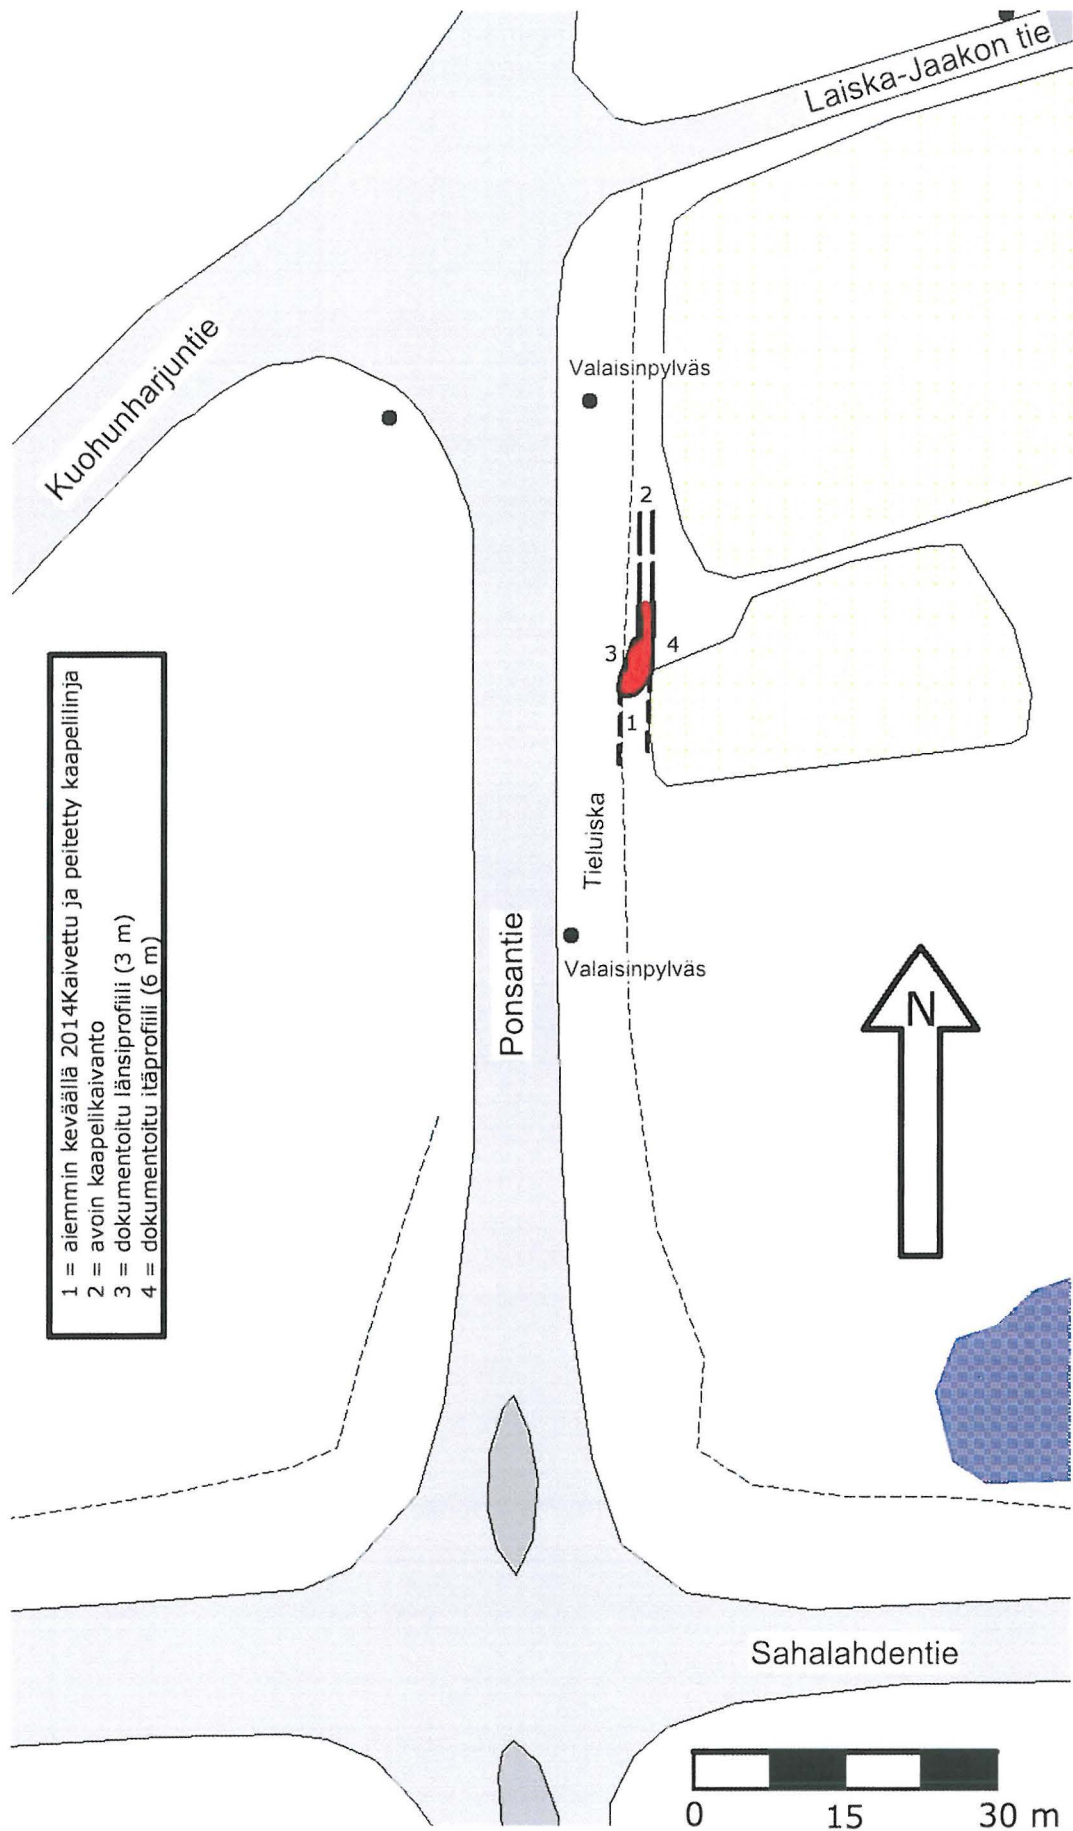 Laiska-Jaakon tie
Kuohunharjuntie
Valaisinpylväs
2
3
4
1
1 = aiemmin keväällä 2014Kaivettu ja peitetty kaapelilinja
2 = avoin kaapelikaivanto
3 = dokumentoitu länsiprofiili (3 m)
4 = dokumentoitu itäprofiili (6 m)
Tieluiska
Ponsantie
Valaisinpylväs
N
Sahalahdentie
0 15 30 m